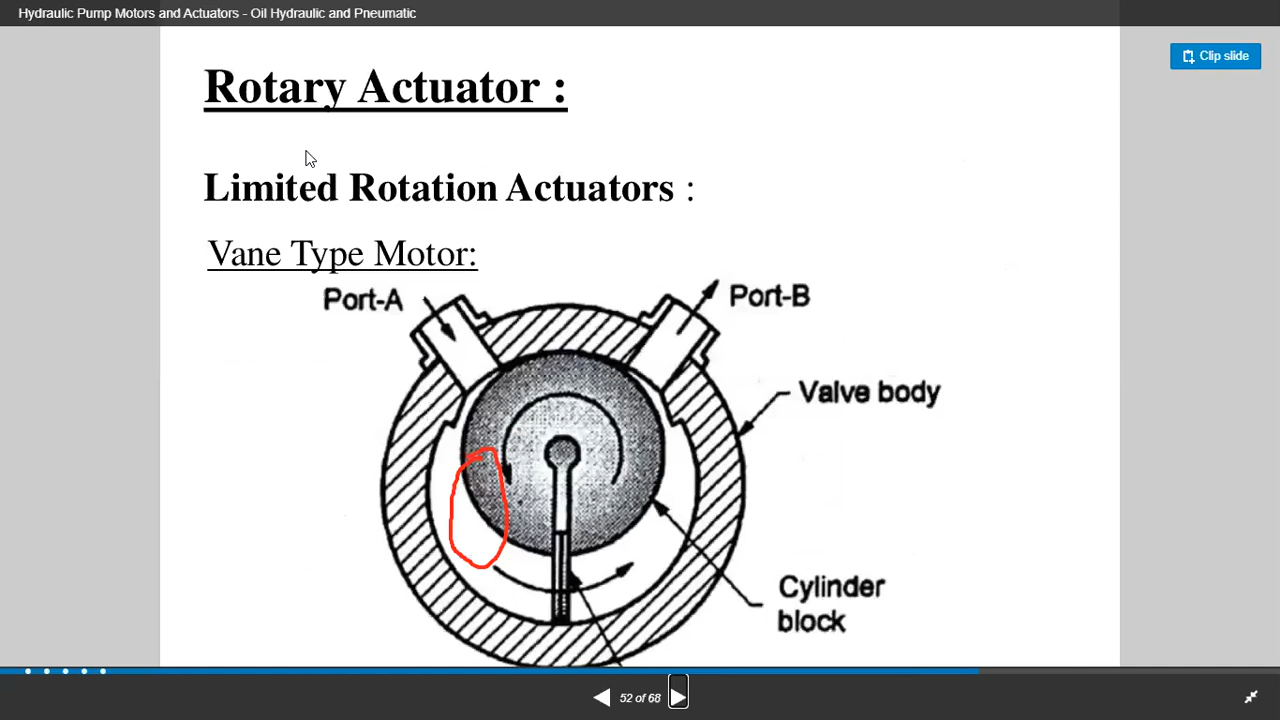 Hydraulic Pump Motors and Actuators - Oil Hydraulic and Pneumatic
Clip slide
Rotary Actuator :
Limited Rotation Actuators :
Vane Type Motor:
Port-A
Port-B
Valve body
Cylinder
block
52 of 68